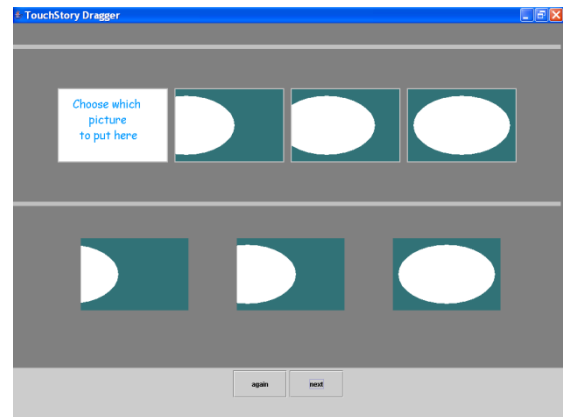 TouchStory Dragger
Choose which
picture
to put here
again
next